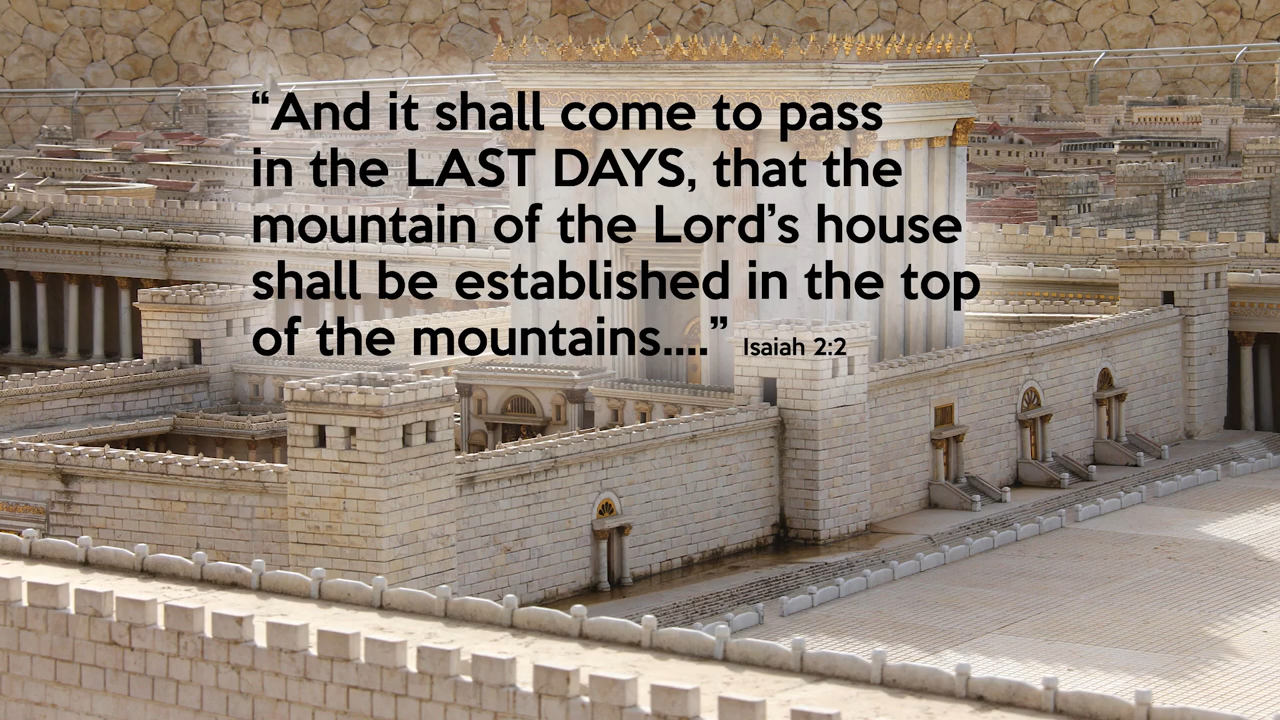 “And it shall come to pass
in the LAST DAYS, that the
mountain of the Lord’s house
shall be established in the top
of the mountains....” Isaiah 2:2